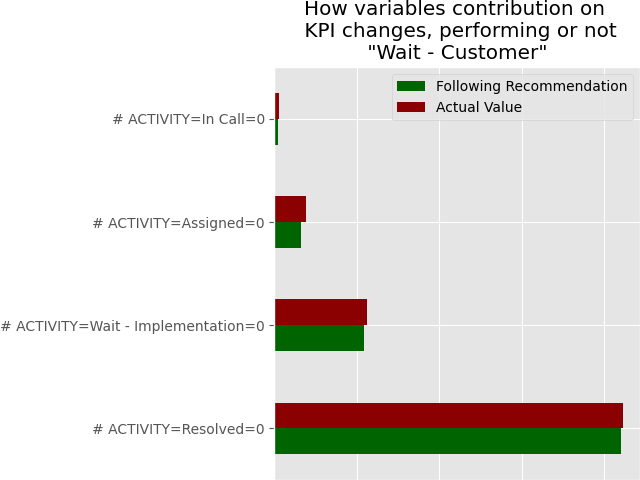 How variables contribution on
KPI changes, performing or not
"Wait - Customer"
Following Recommendation
Actual Value
# ACTIVITY=In Call=0
# ACTIVITY=Assigned=0
# ACTIVITY=Wait - Implementation=0
# ACTIVITY=Resolved=0